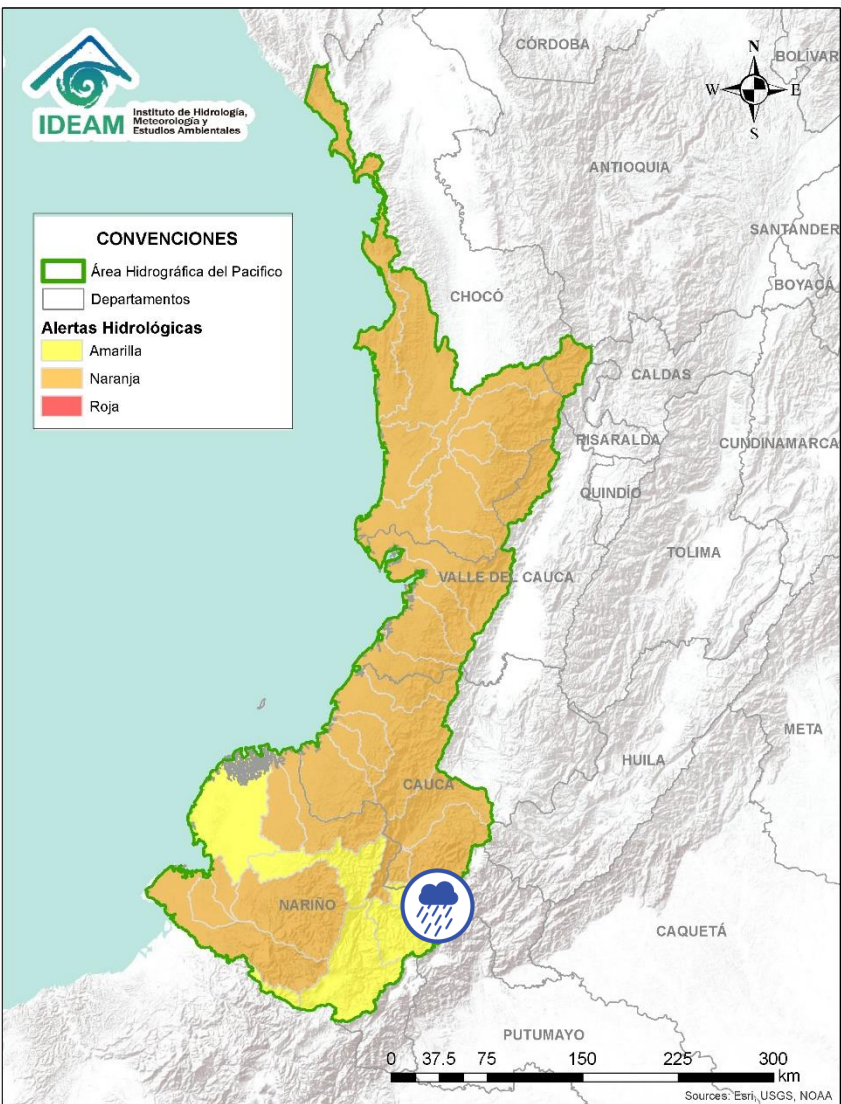 IDEAM
Instituto de Hidrología,
Meteorología y
Estudios Ambientales
CÓRDOBA
BOLÍVAR
N
W
E
S
ANTIOQUIA
SANTANDER
BOYACÁ
CONVENCIONES
Área Hidrográfica del Pacifico
Departamentos
Alertas Hidrológicas
Amarilla
Naranja
Roja
CHOCÓ
CALDAS
RISARALDA
CUNDINAMARCA
QUINDÍO
TOLIMA
VALLE DEL CAUCA
META
HUILA
CAUCA
NARIÑO
CAQUETÁ
PUTUMAYO
0 37.5 75 150 225 300
km
Sources: Esri, USGS, NOAA